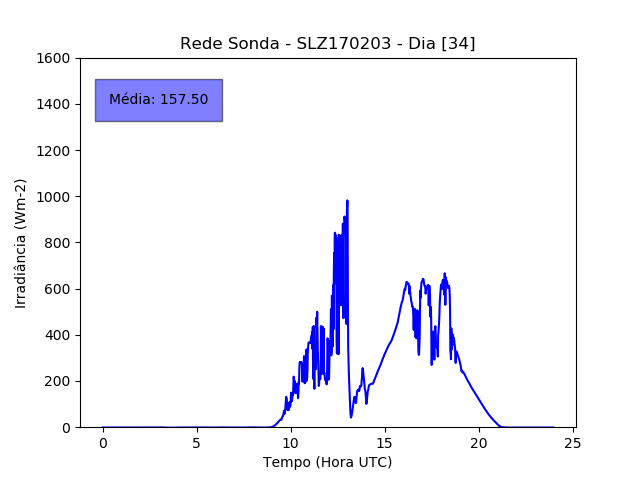 Rede Sonda - SLZ170203 - Dia [34]
1600
1400
1200
1000
800
600
400
200
0
Média: 157.50
Irradiância (Wm-2)
0 5 10 15 20 25
Tempo (Hora UTC)